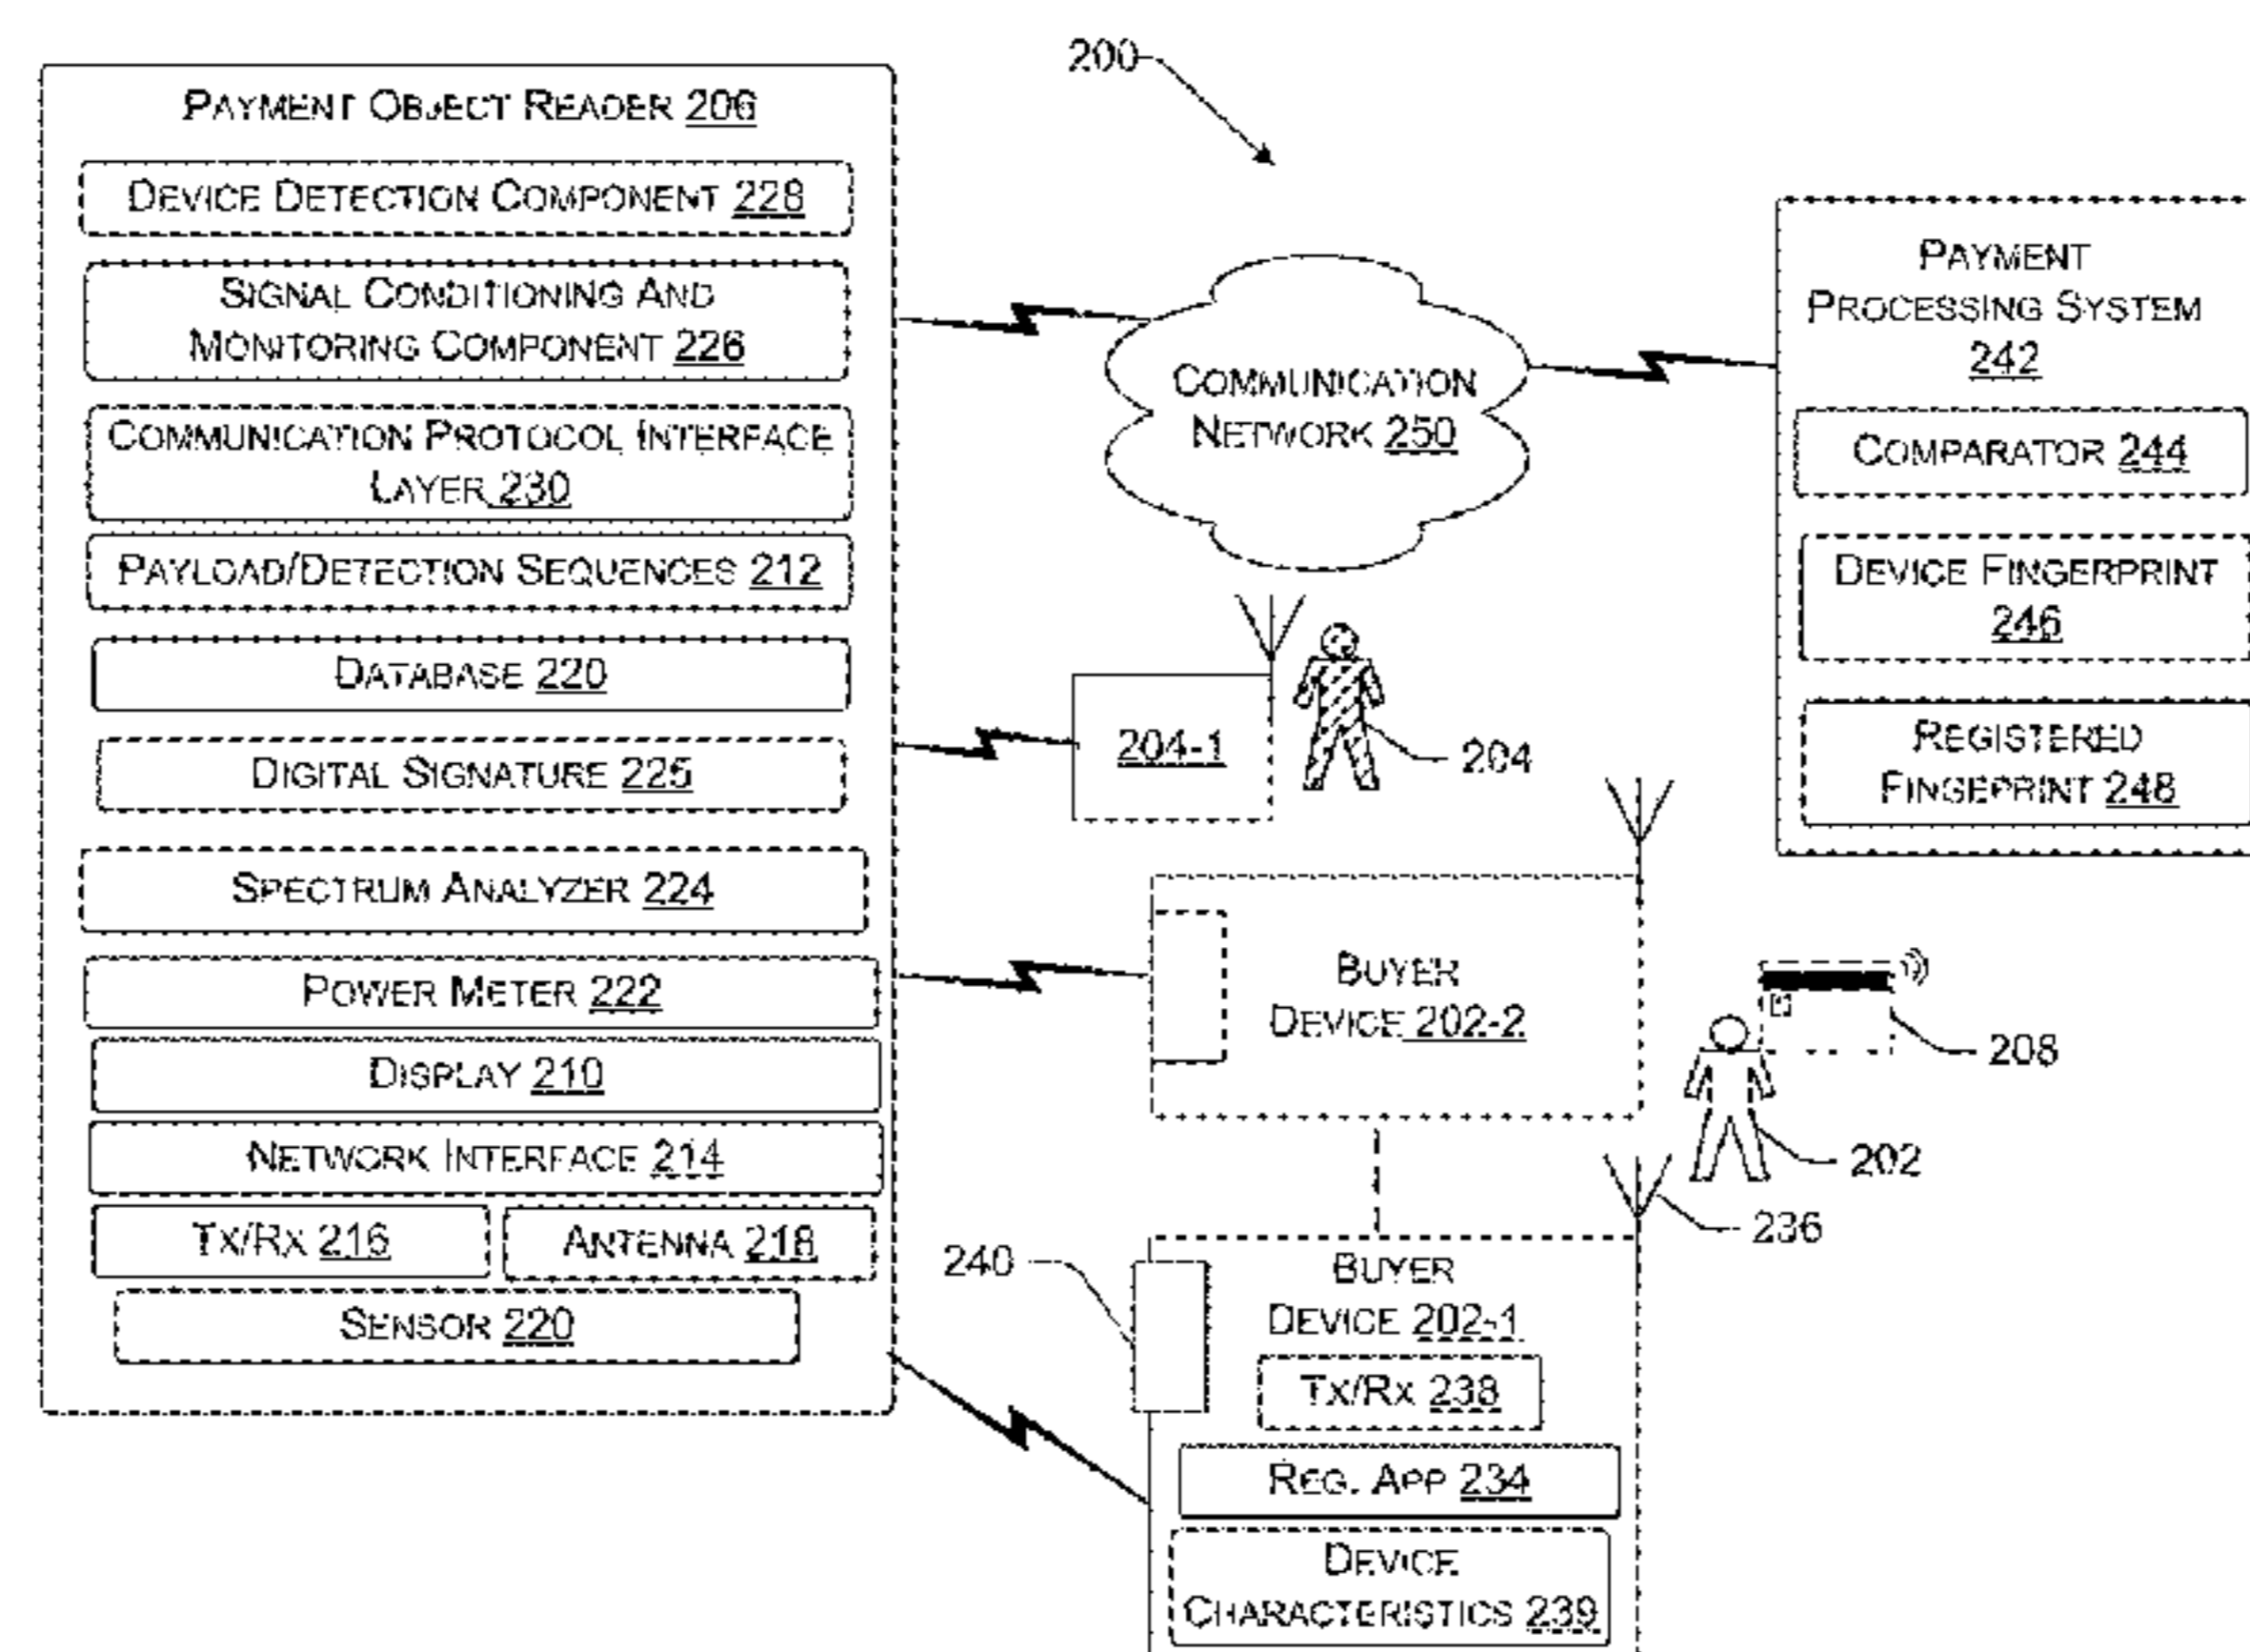 200
PAYMENT OBJECT READER 206
DEVICE DETECTION COMPONENT 228
SIGNAL CONDITIONING AND
MONITORING COMPONENT 226
COMMUNICATION PROTOCOL INTERFACE
LAYER 230
PAYLOAD/DETECTION SEQUENCES 212
DATABASE 220
DIGITAL SIGNATURE 225
SPECTRUM ANALYZER 224
POWER METER 222
DISPLAY 210
NETWORK INTERFACE 214
TX/RX 216
ANTENNA 218
SENSOR 220
COMMUNICATION
NETWORK 250
204-1
204
PAYMENT
PROCESSING SYSTEM
242
COMPARATOR 244
DEVICE FINGERPRINT
246
REGISTERED
FINGEPRINT 248
BUYER
DEVICE 202-2
208
202
236
240
BUYER
DEVICE 202-1
TX/RX 238
REG. APP 234
DEVICE
CHARACTERISTICS 239